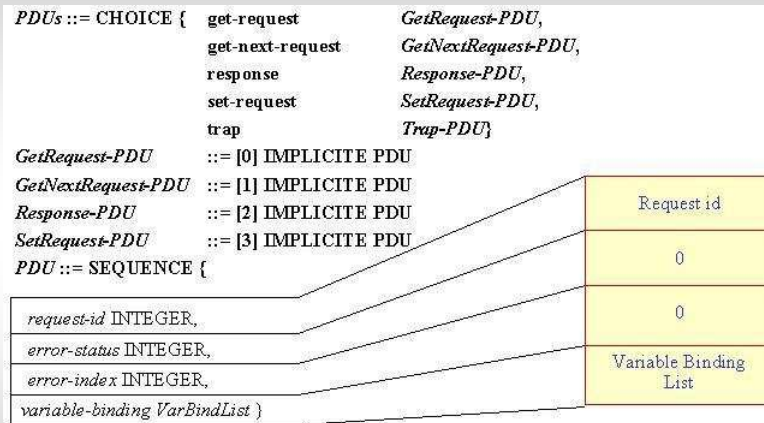 PDUs ::= CHOICE { get-request GetRequest-PDU,
get-next-request GetNextRequest-PDU,
response Response-PDU,
set-request SetRequest-PDU,
trap Trap-PDU}
GetRequest-PDU ::= [0] IMPLICITE PDU
GetNextRequest-PDU ::= [1] IMPLICITE PDU
Response-PDU ::= [2] IMPLICITE PDU
SetRequest-PDU ::= [3] IMPLICITE PDU
PDU ::= SEQUENCE {
request-id INTEGER,
error-status INTEGER,
error-index INTEGER,
variable-binding VarBindList }
Request id
0
0
Variable Binding
List